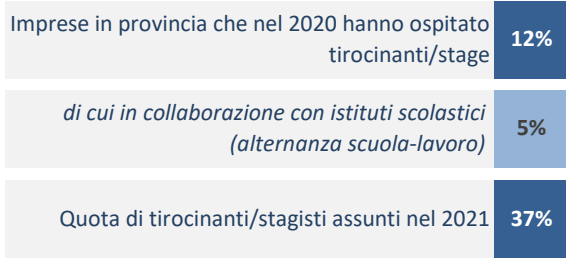 Imprese in provincia che nel 2020 hanno ospitato
tirocinanti/stage
12%
di cui in collaborazione con istituti scolastici
(alternanza scuola-lavoro)
5%
Quota di tirocinanti/stagisti assunti nel 2021
37%